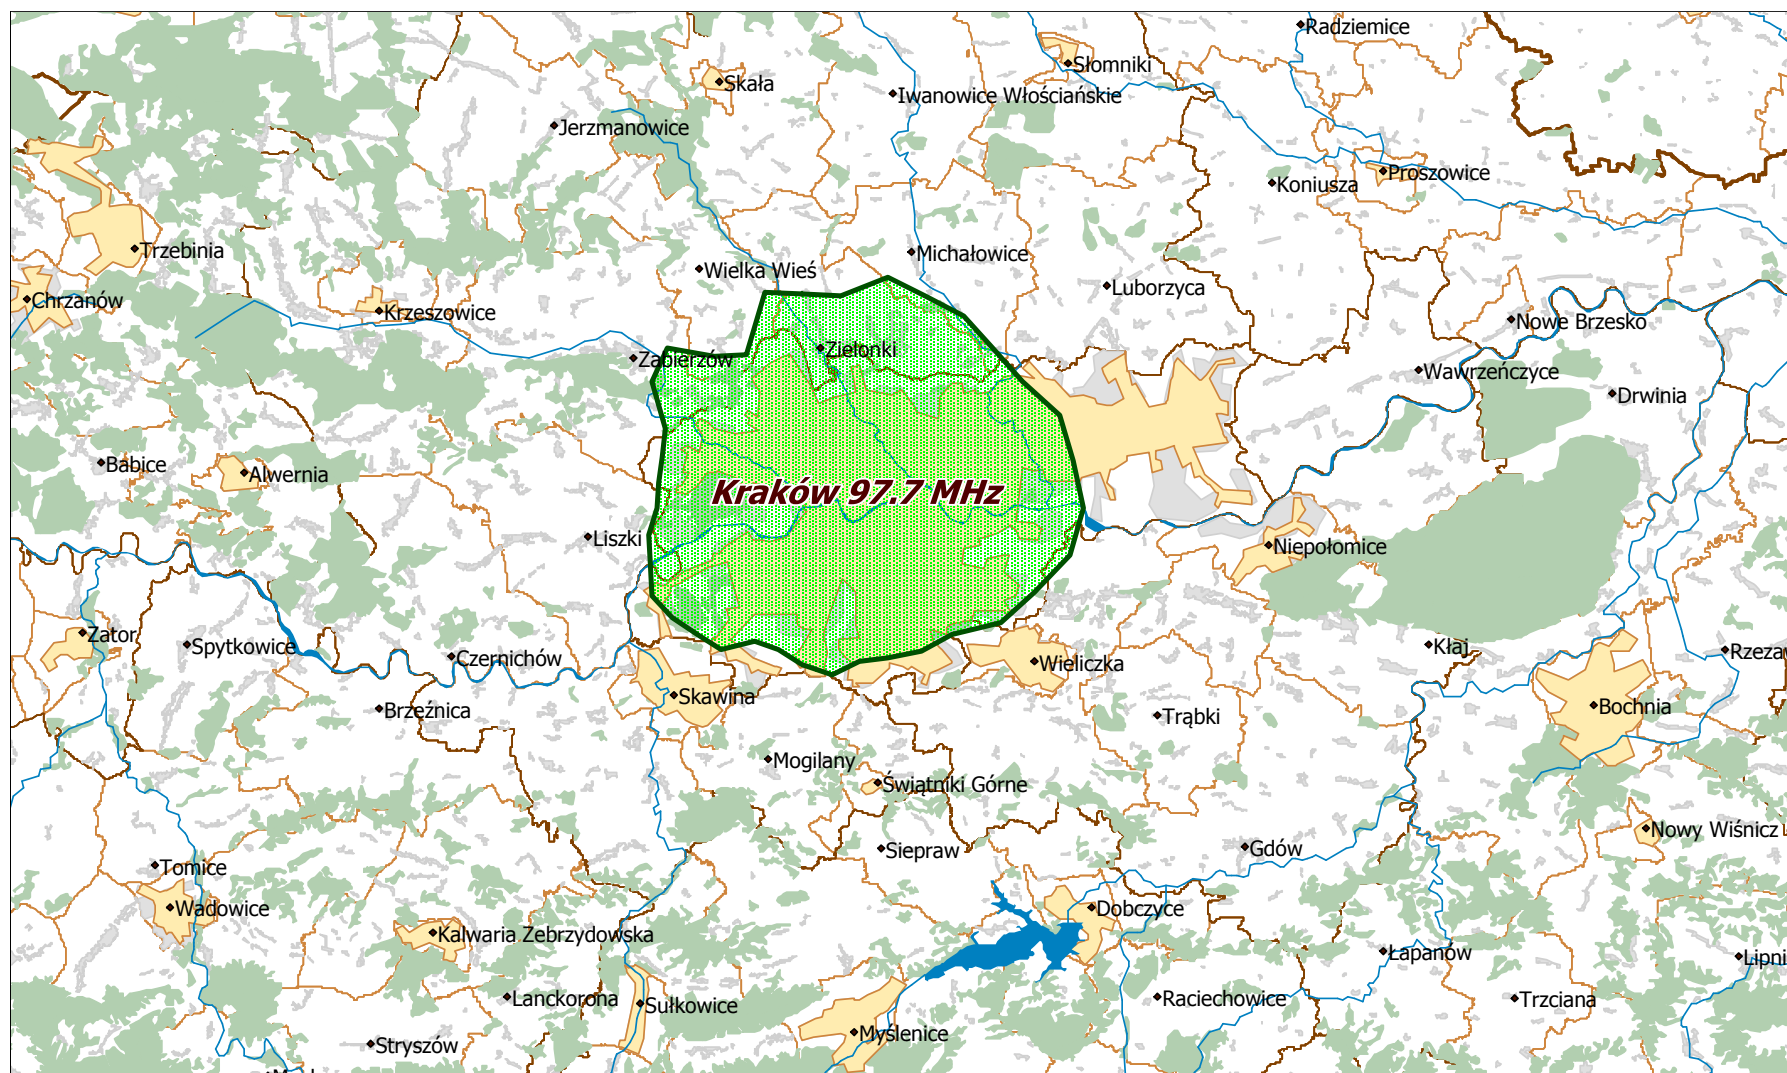 Radziemice
Słomniki
Skała
Iwanowice Włościańskie
Jerzmanowice
Proszowice
Koniusza
Trzebinia
Michałowice
Wielka Wieś
Luborzyca
Chrzanów
Krzeszowice
Nowe Brzesko
Zielonki
Zabierzów
Wawrzeńczyce
Drwinia
Babice
Alwernia
Kraków 97.7 MHz
Liszki
Niepołomice
Zator
Spytkowice
Czernichów
Kłaj
Rzezaw
Wieliczka
Skawina
Brzeźnica
Bochnia
Trąbki
Mogilany
Świątniki Górne
Nowy Wiśnicz
Siepraw
Gdów
Tomice
Wadowice
Dobczyce
Kalwaria Zebrzydowska
Łapanów
Lipni
Lanckorona
Sułkowice
Raciechowice
Trzciana
Myślenice
Stryszów